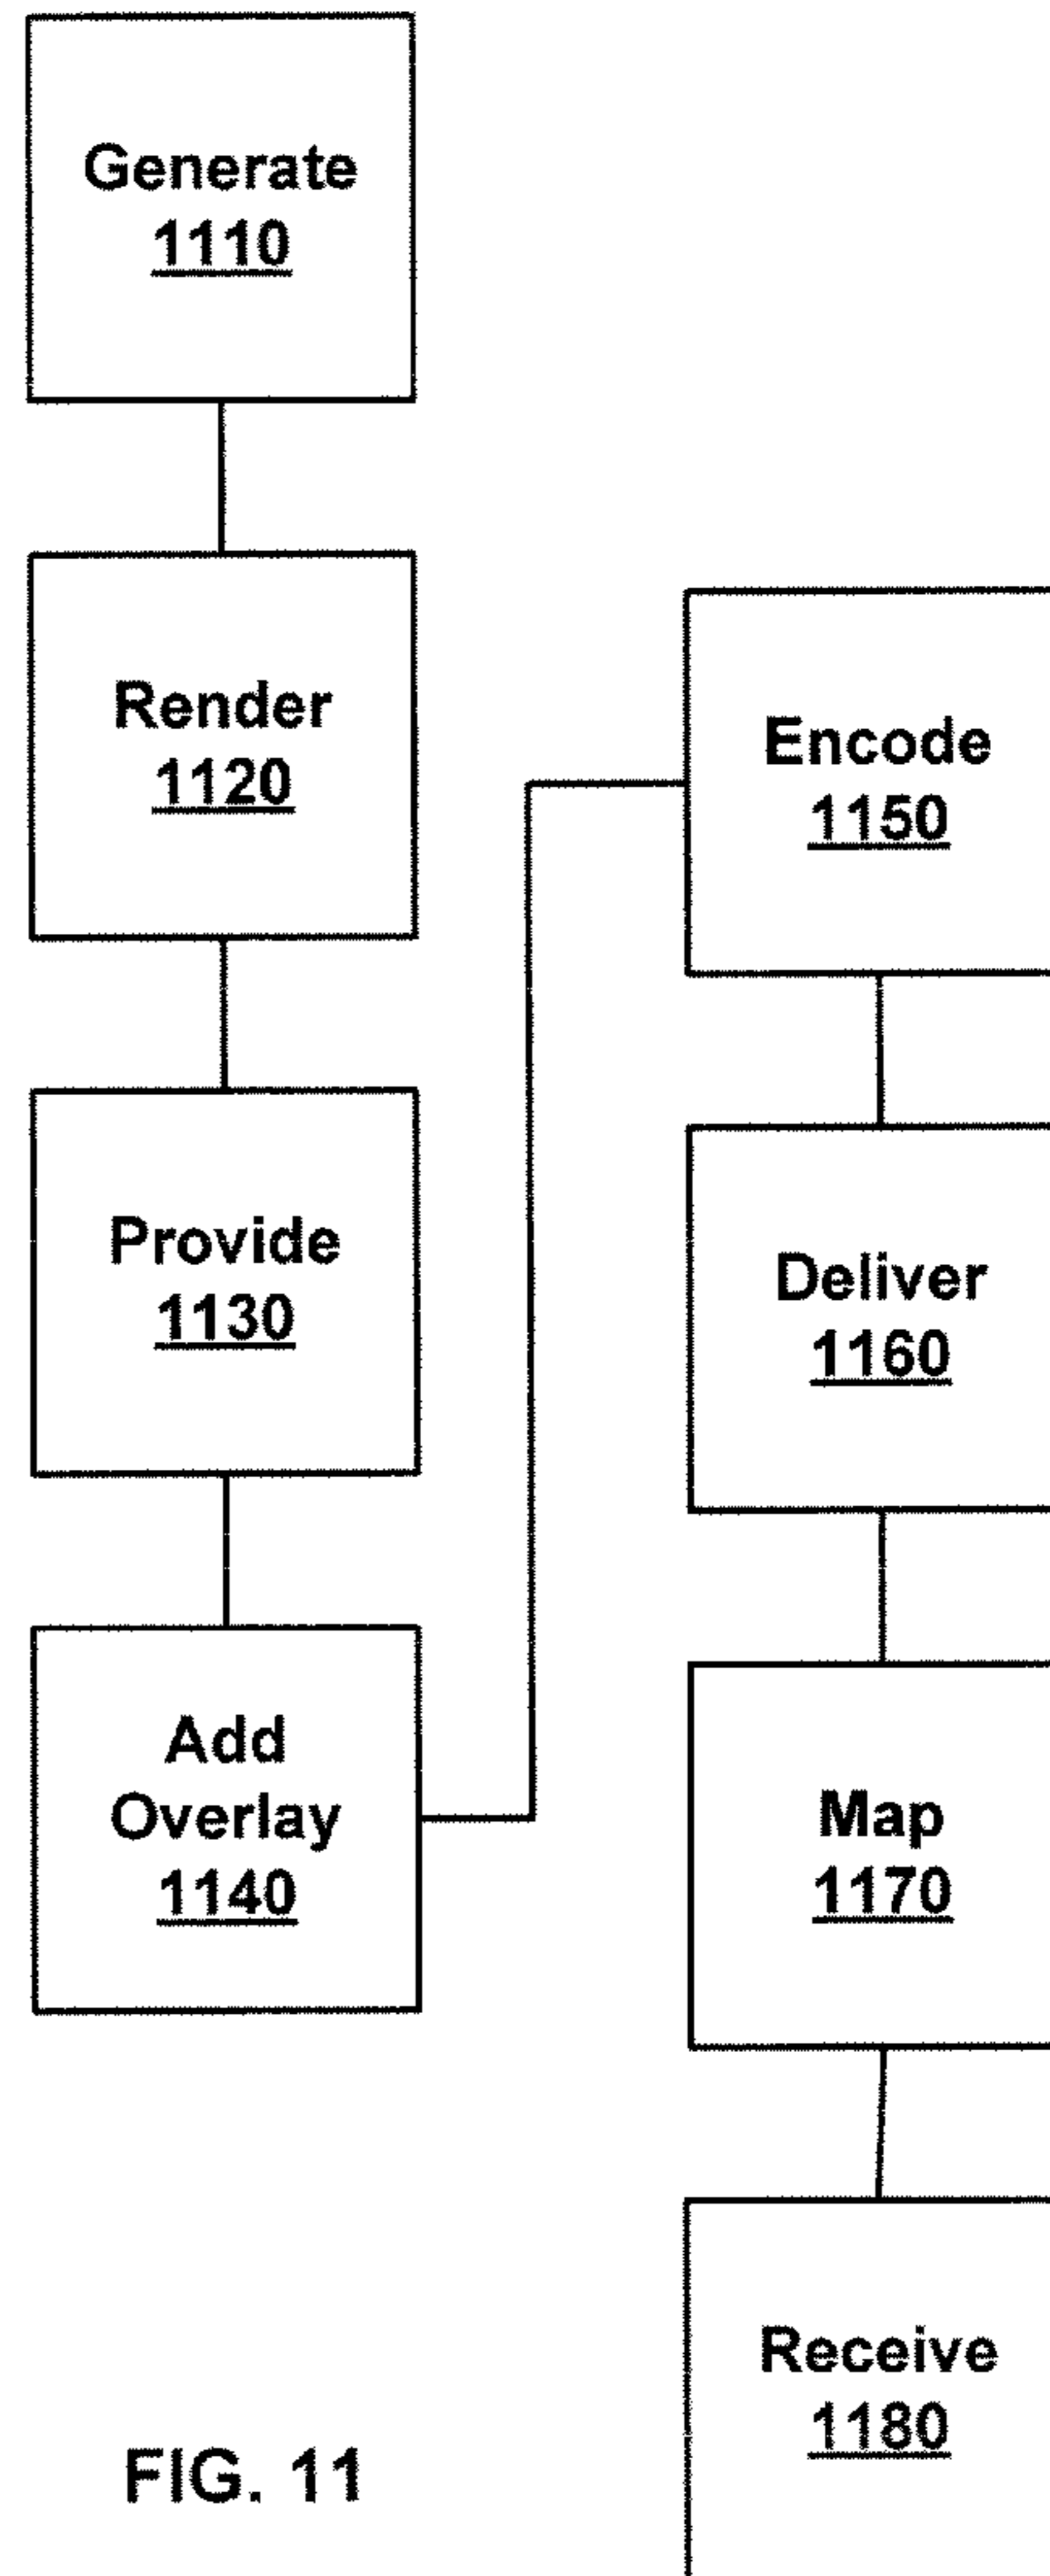 Generate
1110
Render
1120
Provide
1130
Add
Overlay
1140
Encode
1150
Deliver
1160
Map
1170
Receive
1180
FIG. 11